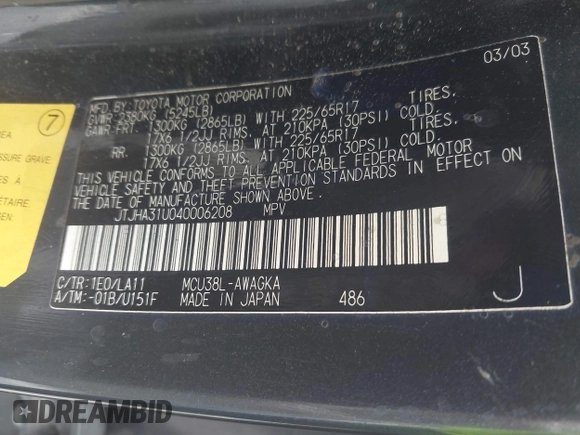 03/03
MFD. BY: TOYOTA MOTOR CORPORATION
GVWR 2380KG (5245LB)
GAWR-FRT. 1300KG (2865LB) WITH 225/65R17 TIRES.
17X6 1/2JJ RIMS. AT 210KPA (30PSI) COLD.
RR. 1300KG (2865LB) WITH 225/65R17 TIRES.
17X6 1/2JJ RIMS. AT 210KPA (30PSI) COLD.
THIS VEHICLE CONFORMS TO ALL APPLICABLE FEDERAL MOTOR
VEHICLE SAFETY AND THEFT PREVENTION STANDARDS IN EFFECT ON
THE DATE OF MANUFACTURE SHOWN ABOVE.
JTJHA31U040006208 MPV
C/TR: 1E0/LA11 MCU38L-AWAGKA
A/TM: -01B/U151F MADE IN JAPAN 486 J
7
SSURE GRAVE
DREAMBID